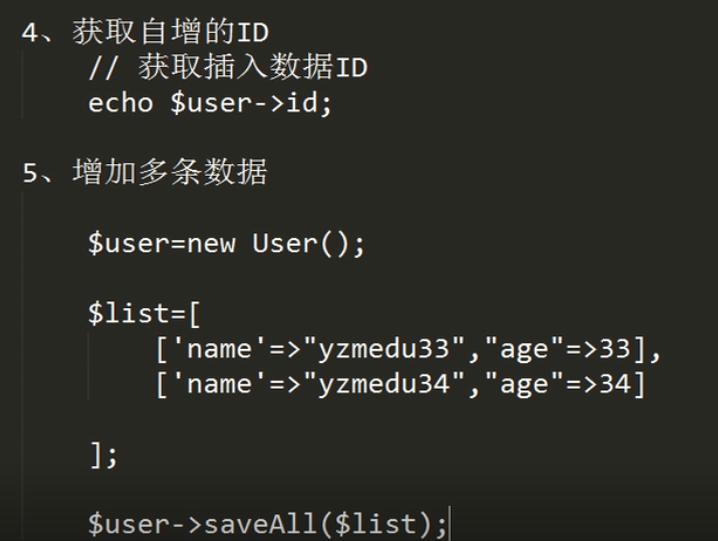 4、获取自增的ID
// 获取插入数据ID
echo $user->id;
5、增加多条数据
$user=new User();
$list=[
['name'=>"yzmedu33","age"=>33],
['name'=>"yzmedu34","age"=>34]
];
$user->saveAll($list);